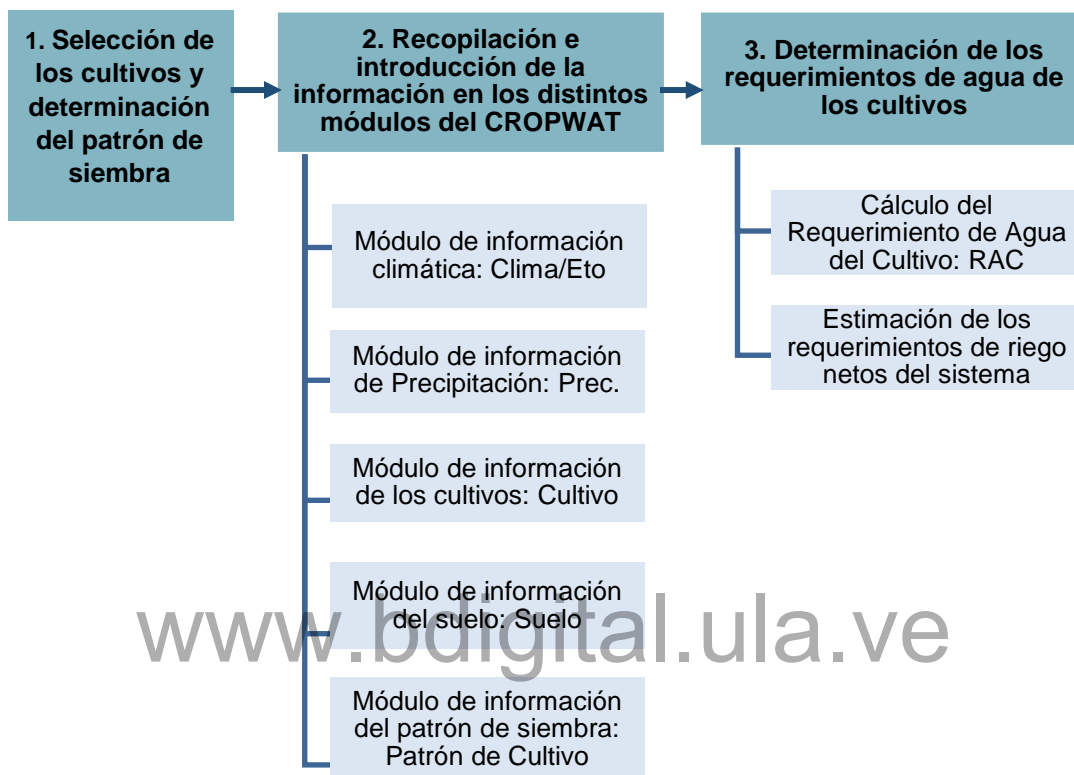 1. Selección de
los cultivos y
determinación
del patrón de
siembra
2. Recopilación e
introducción de la
información en los distintos
módulos del CROPWAT
3. Determinación de los
requerimientos de agua de
los cultivos
Módulo de información
climática: Clima/Eto
Módulo de información
de Precipitación: Prec.
Módulo de información
de los cultivos: Cultivo
Módulo de información
del suelo: Suelo
Módulo de información
del patrón de siembra:
Patrón de Cultivo
Cálculo del
Requerimiento de Agua
del Cultivo: RAC
Estimación de los
requerimientos de riego
netos del sistema
www.bdigital.ula.ve